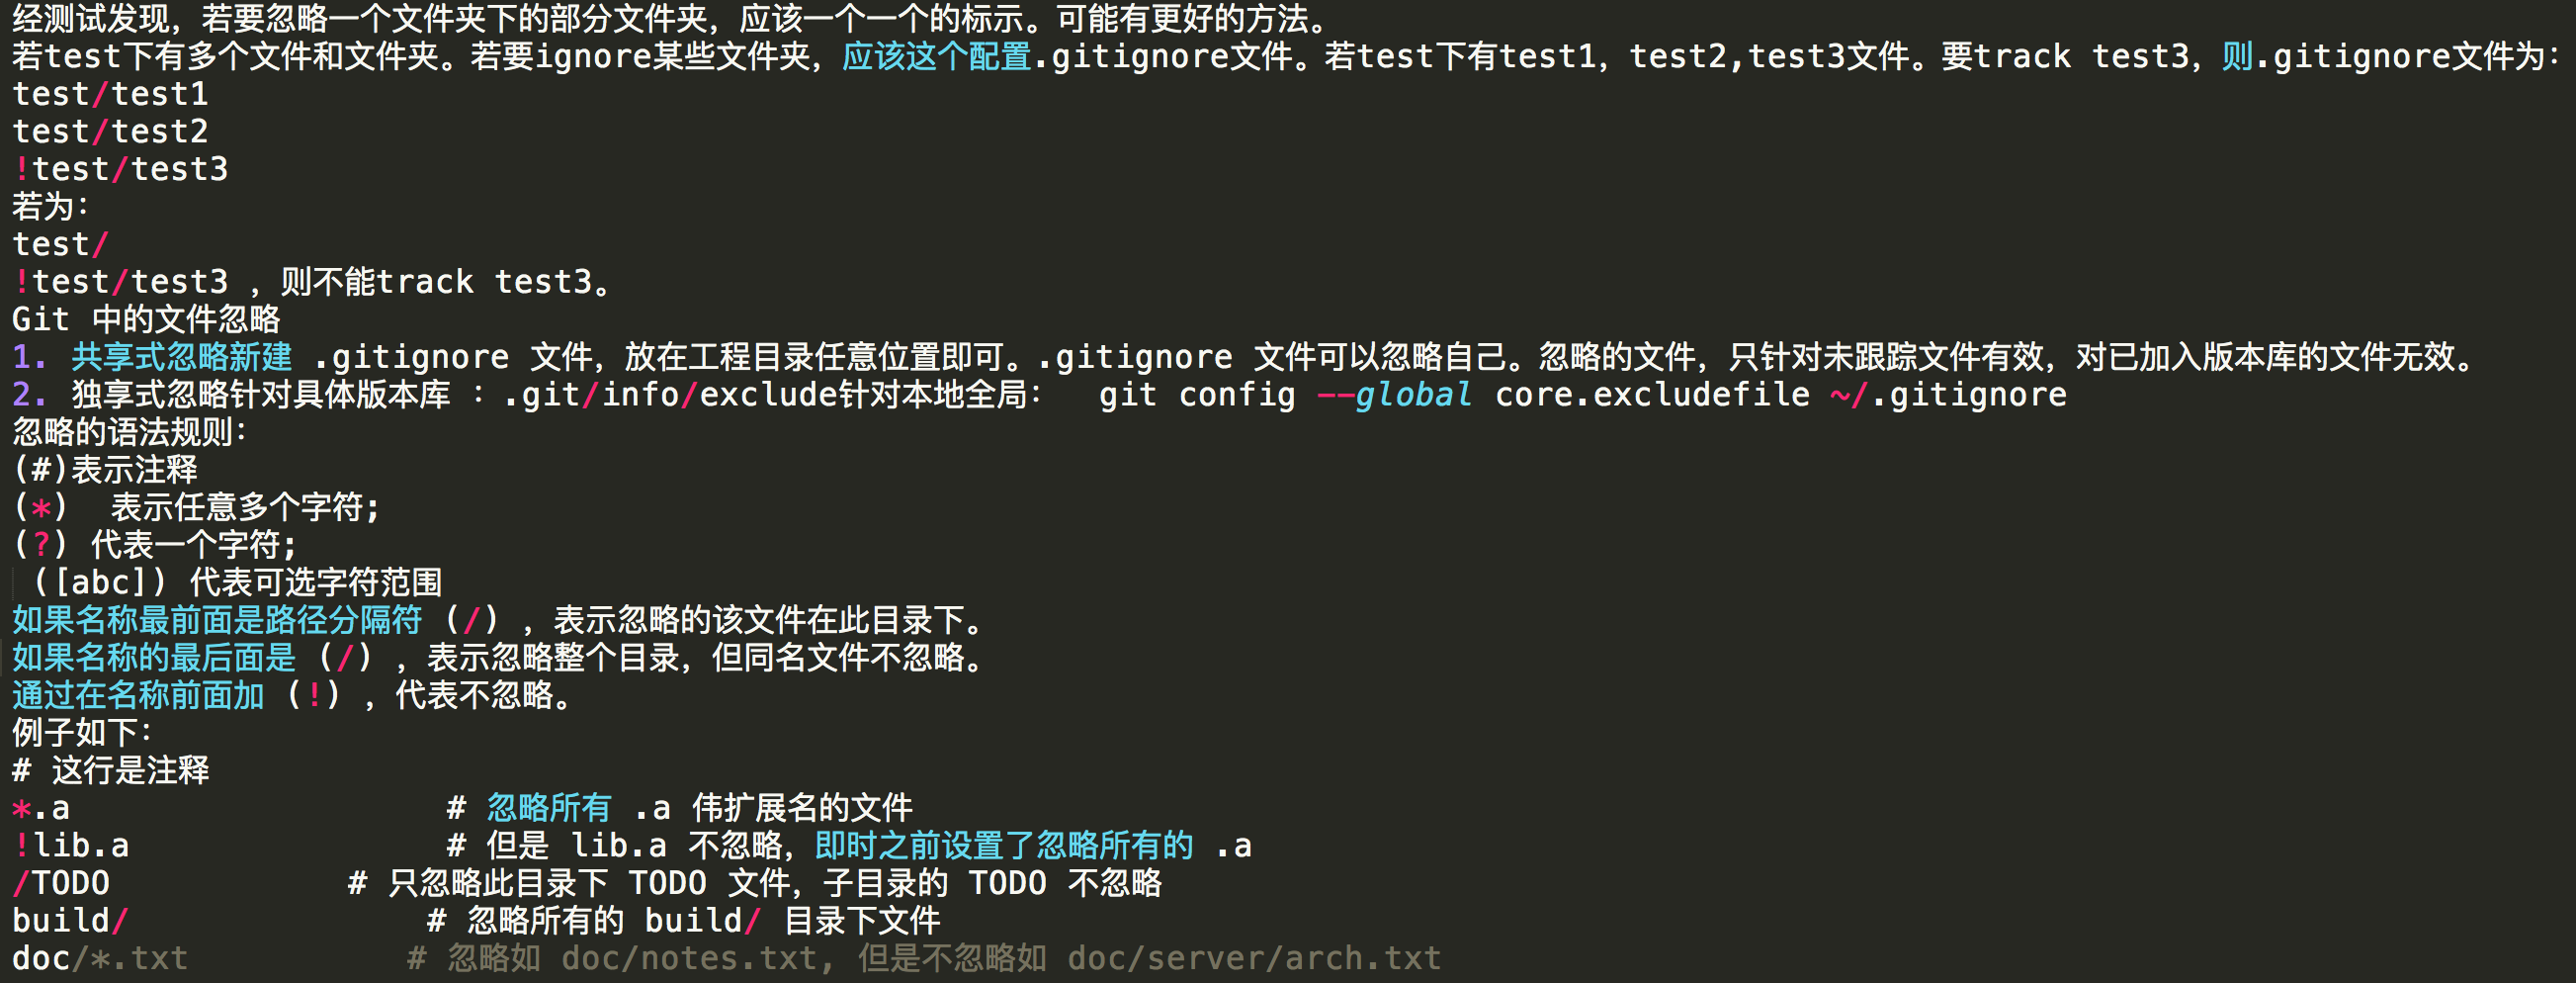 经测试发现，若要忽略一个文件夹下的部分文件夹，应该一个一个的标示。可能有更好的方法。
若test下有多个文件和文件夹。若要ignore某些文件夹，应该这个配置.gitignore文件。若test下有test1，test2,test3文件。要track test3，则.gitignore文件为：
test/test1
test/test2
!test/test3
若为：
test/
!test/test3 ，则不能track test3。
Git 中的文件忽略
1. 共享式忽略新建 .gitignore 文件，放在工程目录任意位置即可。.gitignore 文件可以忽略自己。忽略的文件，只针对未跟踪文件有效，对已加入版本库的文件无效。
2. 独享式忽略针对具体版本库 ：.git/info/exclude针对本地全局：  git config --global core.excludefile ~/.gitignore
忽略的语法规则：
(#)表示注释
(*)  表示任意多个字符;
(?) 代表一个字符;
 ([abc]) 代表可选字符范围
如果名称最前面是路径分隔符 (/) ，表示忽略的该文件在此目录下。
如果名称的最后面是 (/) ，表示忽略整个目录，但同名文件不忽略。
通过在名称前面加 (!) ，代表不忽略。
例子如下：
# 这行是注释
*.a                   # 忽略所有 .a 伟扩展名的文件
!lib.a                # 但是 lib.a 不忽略，即时之前设置了忽略所有的 .a
/TODO            # 只忽略此目录下 TODO 文件，子目录的 TODO 不忽略
build/               # 忽略所有的 build/ 目录下文件
doc/*.txt           # 忽略如 doc/notes.txt, 但是不忽略如 doc/server/arch.txt